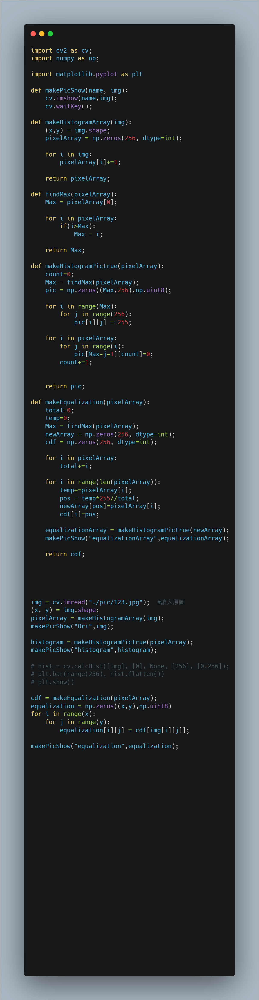 import cv2 as cv;
import numpy as np;
import matplotlib.pyplot as plt
def makePicShow(name, img):
    cv.imshow(name,img);
    cv.waitKey();
def makeHistogramArray(img):
    (x,y) = img.shape;
    pixelArray = np.zeros(256, dtype=int);
    for i in img:
        pixelArray[i]+=1;
    return pixelArray;
def findMax(pixelArray):
    Max = pixelArray[0];
    for i in pixelArray:
        if(i>Max):
            Max = i;
    return Max;
def makeHistogramPictrue(pixelArray):
    count=0;
    Max = findMax(pixelArray);
    pic = np.zeros((Max,256),np.uint8);
    for i in range(Max):
        for j in range(256):
            pic[i][j] = 255;
    for i in pixelArray:
        for j in range(i):
            pic[Max-j-1][count]=0;
        count+=1;
    return pic;
def makeEqualization(pixelArray):
    total=0;
    temp=0;
    Max = findMax(pixelArray);
    newArray = np.zeros(256, dtype=int);
    cdf = np.zeros(256, dtype=int);
    for i in pixelArray:
        total+=i;
    for i in range(len(pixelArray)):
        temp+=pixelArray[i];
        pos = temp*255//total;
        newArray[pos]=pixelArray[i];
        cdf[i]=pos;
    equalizationArray = makeHistogramPictrue(newArray);
    makePicShow("equalizationArray",equalizationArray);
    return cdf;
img = cv.imread("./pic/123.jpg");  #讀入原圖
(x, y) = img.shape;
pixelArray = makeHistogramArray(img);
makePicShow("Ori",img);
histogram = makeHistogramPictrue(pixelArray);
makePicShow("histogram",histogram);
# hist = cv.calcHist([img], [0], None, [256], [0,256]);
# plt.bar(range(256), hist.flatten())
# plt.show()
cdf = makeEqualization(pixelArray);
equalization = np.zeros((x,y),np.uint8)
for i in range(x):
    for j in range(y):
        equalization[i][j] = cdf[img[i][j]];
makePicShow("equalization",equalization);